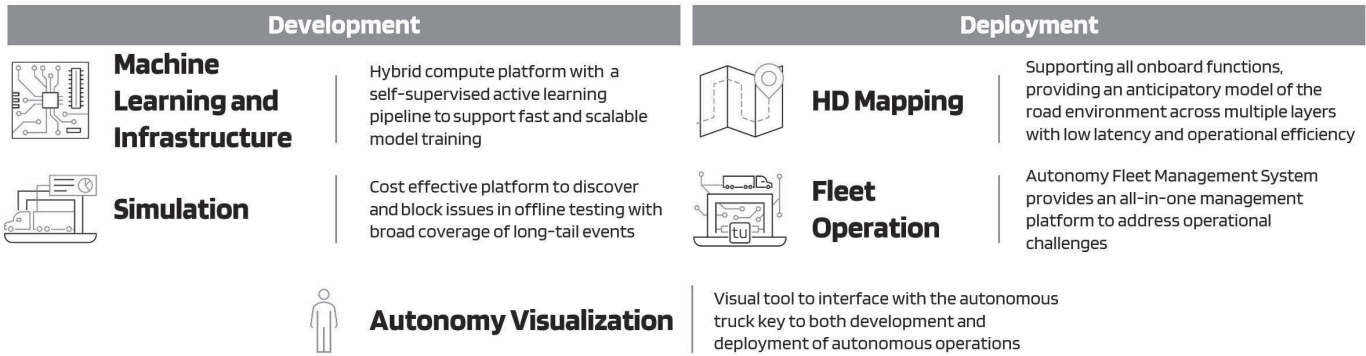 Development
Machine
Learning and
Infrastructure
Hybrid compute platform with a
self-supervised active learning
pipeline to support fast and scalable
model training
Simulation
Cost effective platform to discover
and block issues in offline testing with
broad coverage of long-tail events
Deployment
HD Mapping
Supporting all onboard functions,
providing an anticipatory model of the
road environment across multiple layers
with low latency and operational efficiency
tu
Fleet
Operation
Autonomy Fleet Management System
provides an all-in-one management
platform to address operational
challenges
Autonomy Visualization
Visual tool to interface with the autonomous
truck key to both development and
deployment of autonomous operations